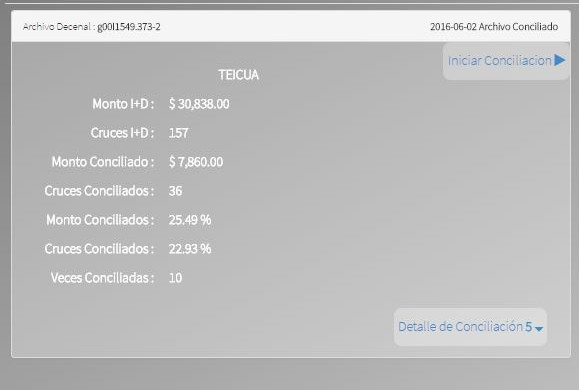 Archivo Decenal : g00l1549.373-2
2016-06-02 Archivo Conciliado
Iniciar Conciliacion
TEICUA
Monto I+D : $ 30,838.00
Cruces I+D : 157
Monto Conciliado : $ 7,860.00
Cruces Conciliados : 36
Monto Conciliados : 25.49 %
Cruces Conciliados : 22.93 %
Veces Conciliadas : 10
Detalle de Conciliación 5